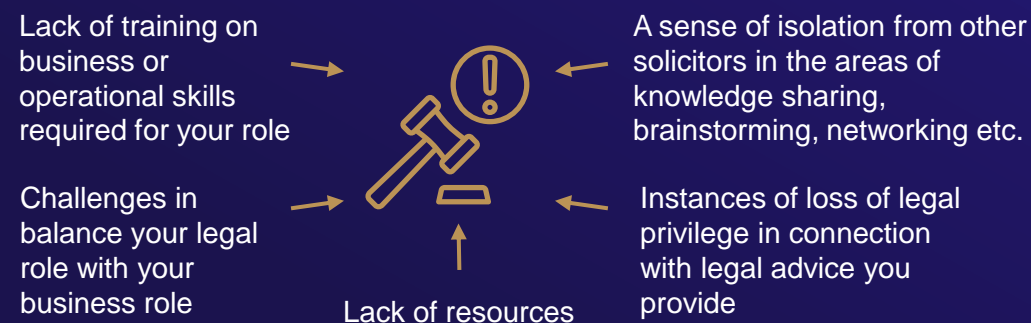 Lack of training on
business or
operational skills
required for your role
A sense of isolation from other
solicitors in the areas of
knowledge sharing,
brainstorming, networking etc.
Challenges in
balance your legal
role with your
business role
Lack of resources
Instances of loss of legal
privilege in connection
with legal advice you
provide